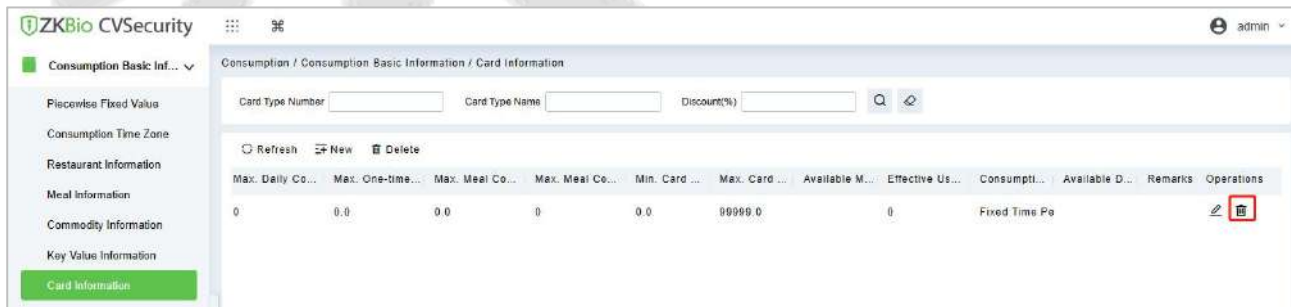 ZKBio CVSecurity
admin
Consumption Basic Inf...
Consumption / Consumption Basic Information / Card Information
Piecewise Fixed Value
Card Type Number
Card Type Name
Discount(%)
Consumption Time Zone
Restaurant Information
Refresh New Delete
Meal Information
Max. Daily Co... Max. One-time... Max. Meal Co... Max. Meal Co... Min. Card ... Max. Card ... Available M... Effective Us... Consumpti... Available D... Remarks Operations
0 0.0 0.0 0 0.0 99999.0 0 Fixed Time Pe
Commodity Information
Key Value Information
Card Information